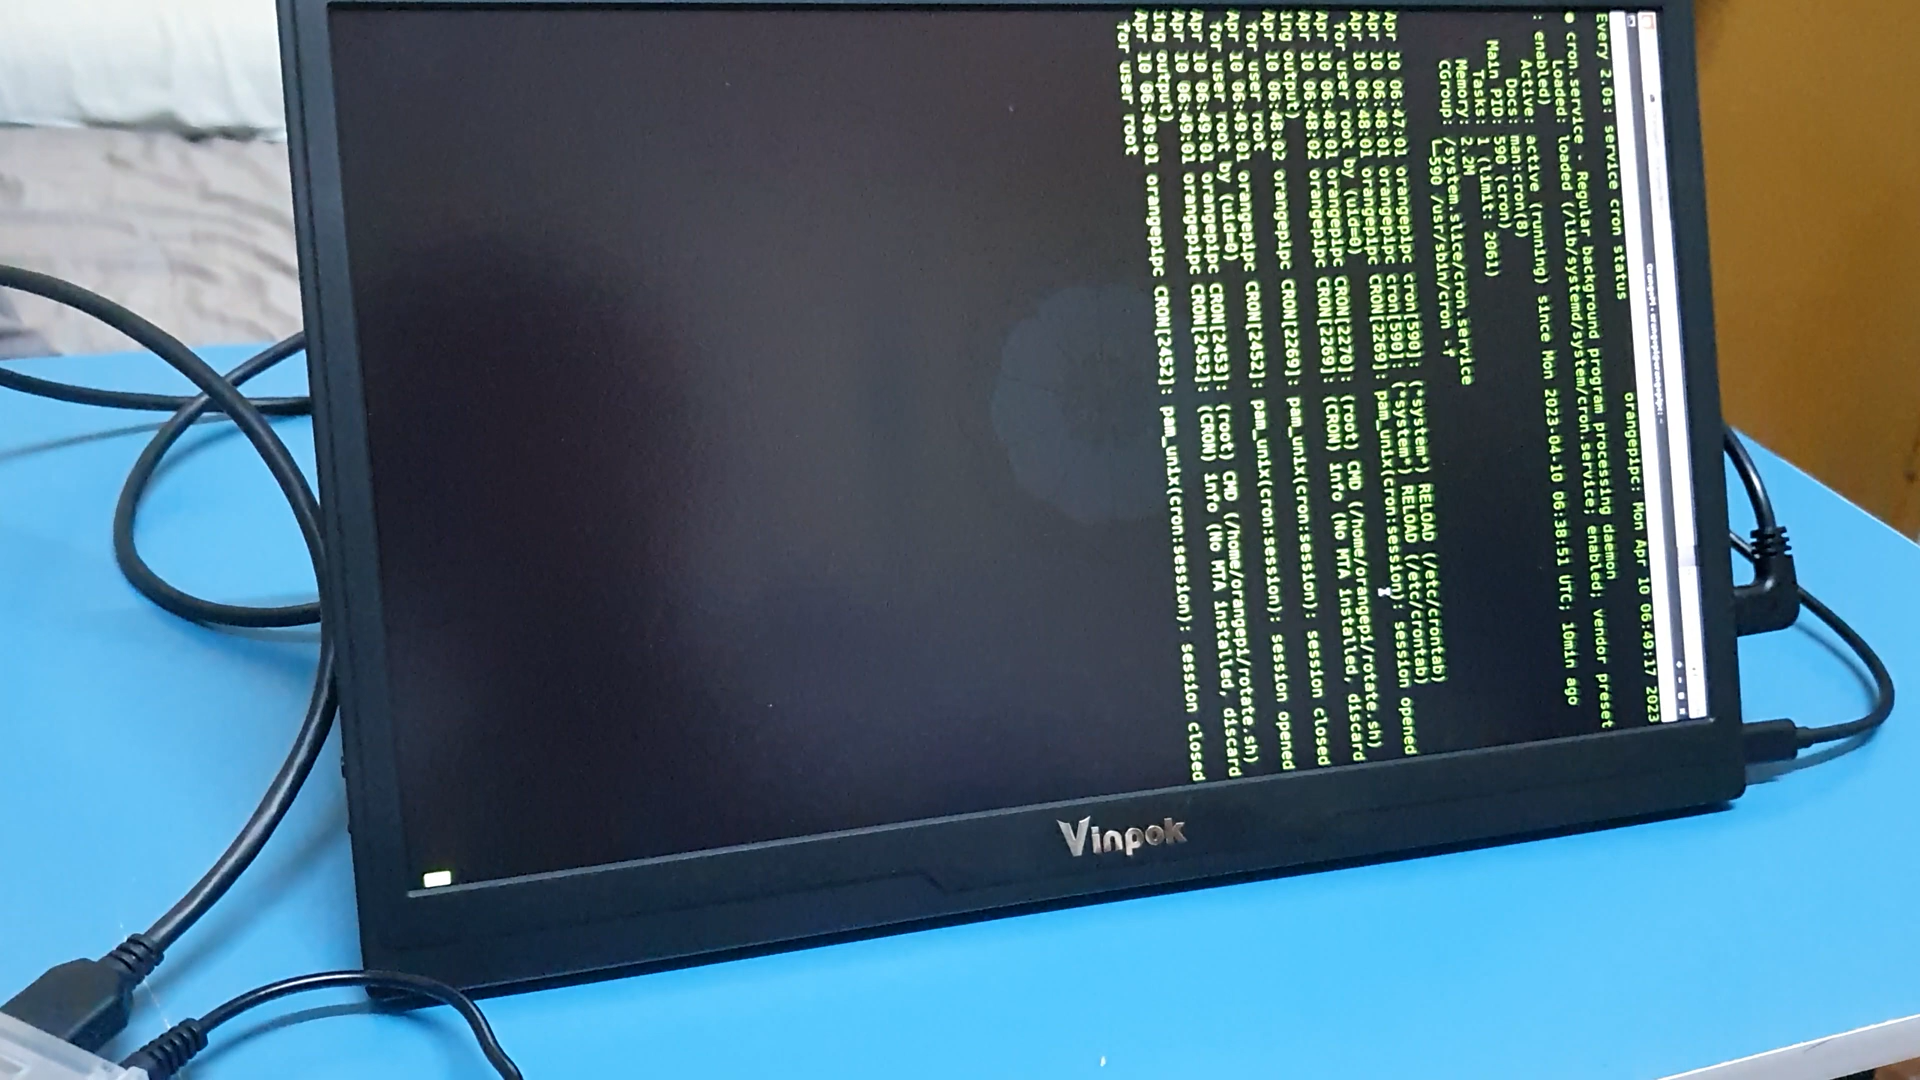 Every 2.0s: service cron status orangepipc: Mon Apr 10 06:49:17 2023
● cron.service - Regular background program processing daemon
Loaded: loaded (/lib/systemd/system/cron.service; enabled; vendor preset
: enabled)
Active: active (running) since Mon 2023-04-10 06:38:51 UTC; 10min ago
Docs: man:cron(8)
Main PID: 590 (cron)
Tasks: 1 (limit: 2061)
Memory: 2.2M
CGroup: /system.slice/cron.service
└─590 /usr/sbin/cron -f
Apr 10 06:47:01 orangepipc cron[590]: (*system*) RELOAD (/etc/crontab)
Apr 10 06:48:01 orangepipc cron[590]: (*system*) RELOAD (/etc/crontab)
Apr 10 06:48:01 orangepipc CRON[2269]: pam_unix(cron:session): session opened
for user root by (uid=0)
Apr 10 06:48:01 orangepipc CRON[2270]: (root) CMD (/home/orangepi/rotate.sh)
Apr 10 06:48:02 orangepipc CRON[2269]: (CRON) info (No MTA installed, discard
ing output)
Apr 10 06:48:02 orangepipc CRON[2269]: pam_unix(cron:session): session closed
for user root
Apr 10 06:49:01 orangepipc CRON[2452]: pam_unix(cron:session): session opened
for user root by (uid=0)
Apr 10 06:49:01 orangepipc CRON[2453]: (root) CMD (/home/orangepi/rotate.sh)
Apr 10 06:49:01 orangepipc CRON[2452]: (CRON) info (No MTA installed, discard
ing output)
Apr 10 06:49:01 orangepipc CRON[2452]: pam_unix(cron:session): session closed
for user root
Vinpok